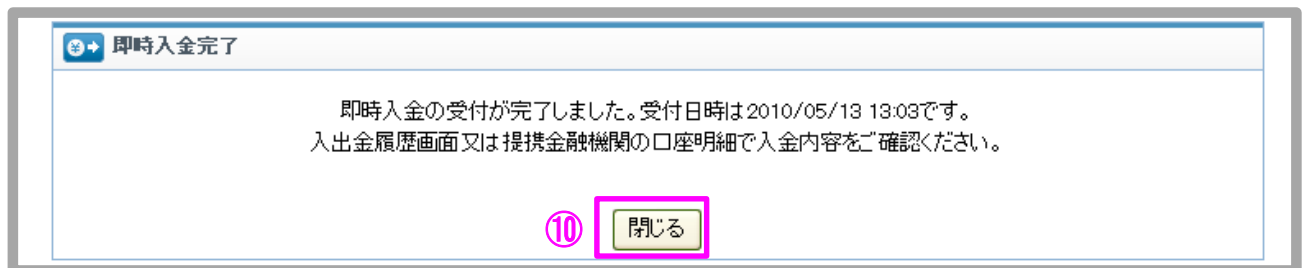 即時入金完了
即時入金の受付が完了しました。受付日時は2010/05/13 13:03です。
入出金履歴画面又は提携金融機関の口座明細で入金内容をご確認ください。
⑩ 閉じる